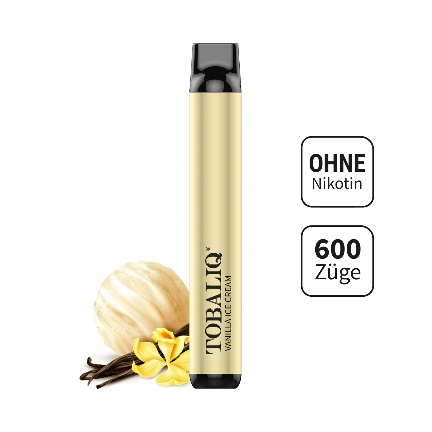 OHNE
Nikotin
600
Züge
TOBALIQ
VANILLA ICE CREAM